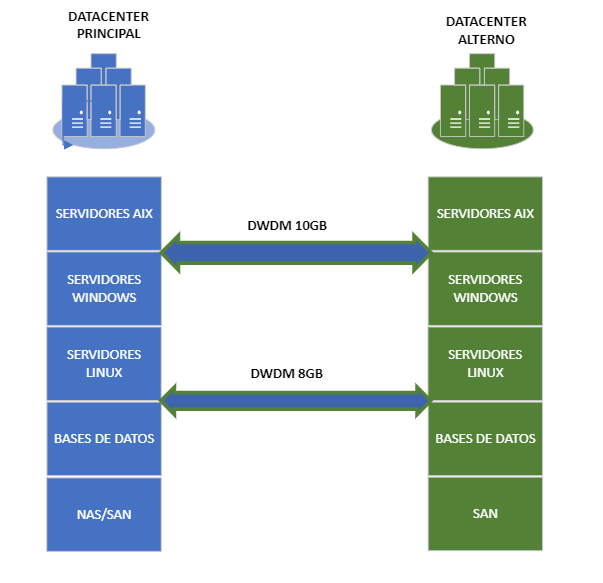 DATACENTER
PRINCIPAL
DATACENTER
ALTERNO
SERVIDORES AIX
SERVIDORES
WINDOWS
SERVIDORES
LINUX
BASES DE DATOS
NAS/SAN
DWDM 10GB
DWDM 8GB
SERVIDORES AIX
SERVIDORES
WINDOWS
SERVIDORES
LINUX
BASES DE DATOS
SAN